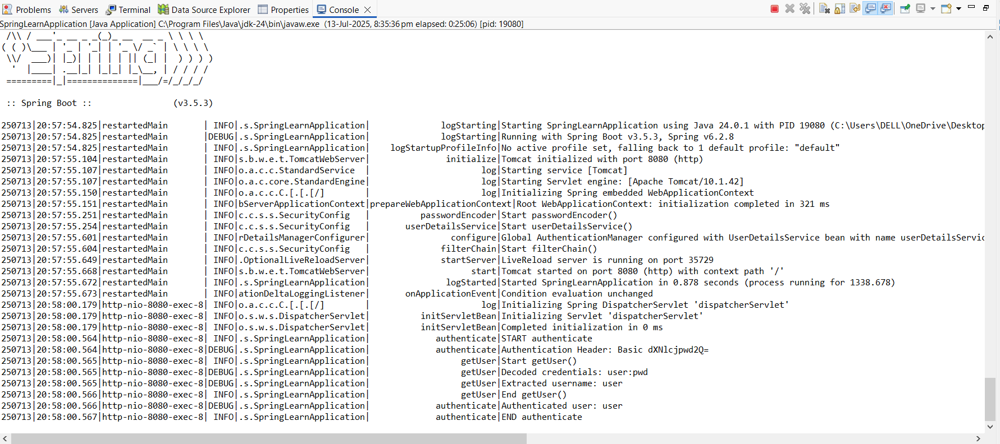 Problems Servers Terminal Data Source Explorer Properties Console
SpringLearnApplication [Java Application] C:\Program Files\Java\jdk-24\bin\javaw.exe (13-Jul-2025, 8:35:36 pm elapsed: 0:25:06) [pid: 19080]
 /\\ / ___'_ __ _ _(_)_ __  __ _ \ \ \ \
( ( )\___ | '_ | '_| | '_ \/ _` | \ \ \ \
 \\/  ___)| |_)| | | | | || (_| |  ) ) ) )
  '  |____| .__|_| |_|_| |_\__, | / / / /
 =========|_|==============|___/=/_/_/_/
 :: Spring Boot ::                (v3.5.3)
250713|20:57:54.825|restartedMain       | INFO|.s.SpringLearnApplication|              logStarting|Starting SpringLearnApplication using Java 24.0.1 with PID 19080 (C:\Users\DELL\OneDrive\Desktop
250713|20:57:54.825|restartedMain       |DEBUG|.s.SpringLearnApplication|              logStarting|Running with Spring Boot v3.5.3, Spring v6.2.8
250713|20:57:54.825|restartedMain       | INFO|.s.SpringLearnApplication|    logStartupProfileInfo|No active profile set, falling back to 1 default profile: "default"
250713|20:57:55.104|restartedMain       | INFO|s.b.w.e.t.TomcatWebServer|               initialize|Tomcat initialized with port 8080 (http)
250713|20:57:55.107|restartedMain       | INFO|o.a.c.c.StandardService  |                      log|Starting service [Tomcat]
250713|20:57:55.107|restartedMain       | INFO|o.a.c.core.StandardEngine|                      log|Starting Servlet engine: [Apache Tomcat/10.1.42]
250713|20:57:55.150|restartedMain       | INFO|o.a.c.c.C.[.[.[/]        |                      log|Initializing Spring embedded WebApplicationContext
250713|20:57:55.151|restartedMain       | INFO|bServerApplicationContext|prepareWebApplicationContext|Root WebApplicationContext: initialization completed in 321 ms
250713|20:57:55.251|restartedMain       | INFO|c.c.s.s.SecurityConfig   |          passwordEncoder|Start passwordEncoder()
250713|20:57:55.254|restartedMain       | INFO|c.c.s.s.SecurityConfig   |       userDetailsService|Start userDetailsService()
250713|20:57:55.601|restartedMain       | INFO|rDetailsManagerConfigurer|                configure|Global AuthenticationManager configured with UserDetailsService bean with name userDetailsServic
250713|20:57:55.604|restartedMain       | INFO|c.c.s.s.SecurityConfig   |              filterChain|Start filterChain()
250713|20:57:55.649|restartedMain       | INFO|.OptionalLiveReloadServer|              startServer|LiveReload server is running on port 35729
250713|20:57:55.668|restartedMain       | INFO|s.b.w.e.t.TomcatWebServer|                    start|Tomcat started on port 8080 (http) with context path '/'
250713|20:57:55.672|restartedMain       | INFO|.s.SpringLearnApplication|               logStarted|Started SpringLearnApplication in 0.878 seconds (process running for 1338.678)
250713|20:57:55.673|restartedMain       | INFO|ationDeltaLoggingListener|       onApplicationEvent|Condition evaluation unchanged
250713|20:58:00.179|http-nio-8080-exec-8| INFO|o.a.c.c.C.[.[.[/]        |                      log|Initializing Spring DispatcherServlet 'dispatcherServlet'
250713|20:58:00.179|http-nio-8080-exec-8| INFO|o.s.w.s.DispatcherServlet|          initServletBean|Initializing Servlet 'dispatcherServlet'
250713|20:58:00.179|http-nio-8080-exec-8| INFO|o.s.w.s.DispatcherServlet|          initServletBean|Completed initialization in 0 ms
250713|20:58:00.564|http-nio-8080-exec-8| INFO|.s.SpringLearnApplication|             authenticate|START authenticate
250713|20:58:00.564|http-nio-8080-exec-8|DEBUG|.s.SpringLearnApplication|             authenticate|Authentication Header: Basic dXNlcjpwd2Q=
250713|20:58:00.565|http-nio-8080-exec-8| INFO|.s.SpringLearnApplication|                  getUser|Start getUser()
250713|20:58:00.565|http-nio-8080-exec-8|DEBUG|.s.SpringLearnApplication|                  getUser|Decoded credentials: user:pwd
250713|20:58:00.565|http-nio-8080-exec-8|DEBUG|.s.SpringLearnApplication|                  getUser|Extracted username: user
250713|20:58:00.566|http-nio-8080-exec-8| INFO|.s.SpringLearnApplication|                  getUser|End getUser()
250713|20:58:00.566|http-nio-8080-exec-8|DEBUG|.s.SpringLearnApplication|             authenticate|Authenticated user: user
250713|20:58:00.567|http-nio-8080-exec-8| INFO|.s.SpringLearnApplication|             authenticate|END authenticate